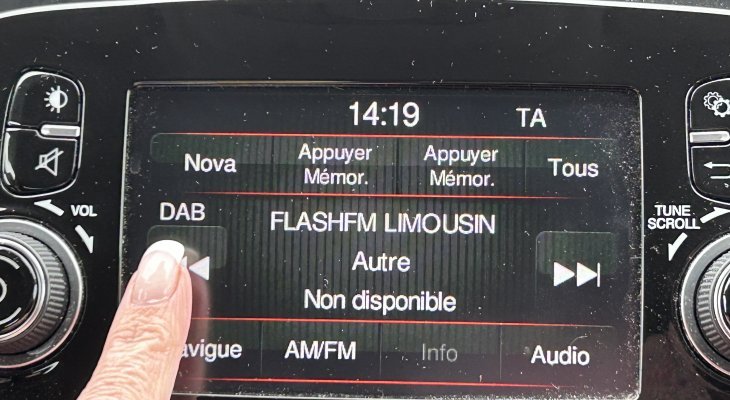 14:19 TA
Nova Appuyer Mémor. Appuyer Mémor. Tous
DAB
VOL
TUNE
SCROLL
FLASHFM LIMOUSIN
Autre
Non disponible
AM/FM Info Audio